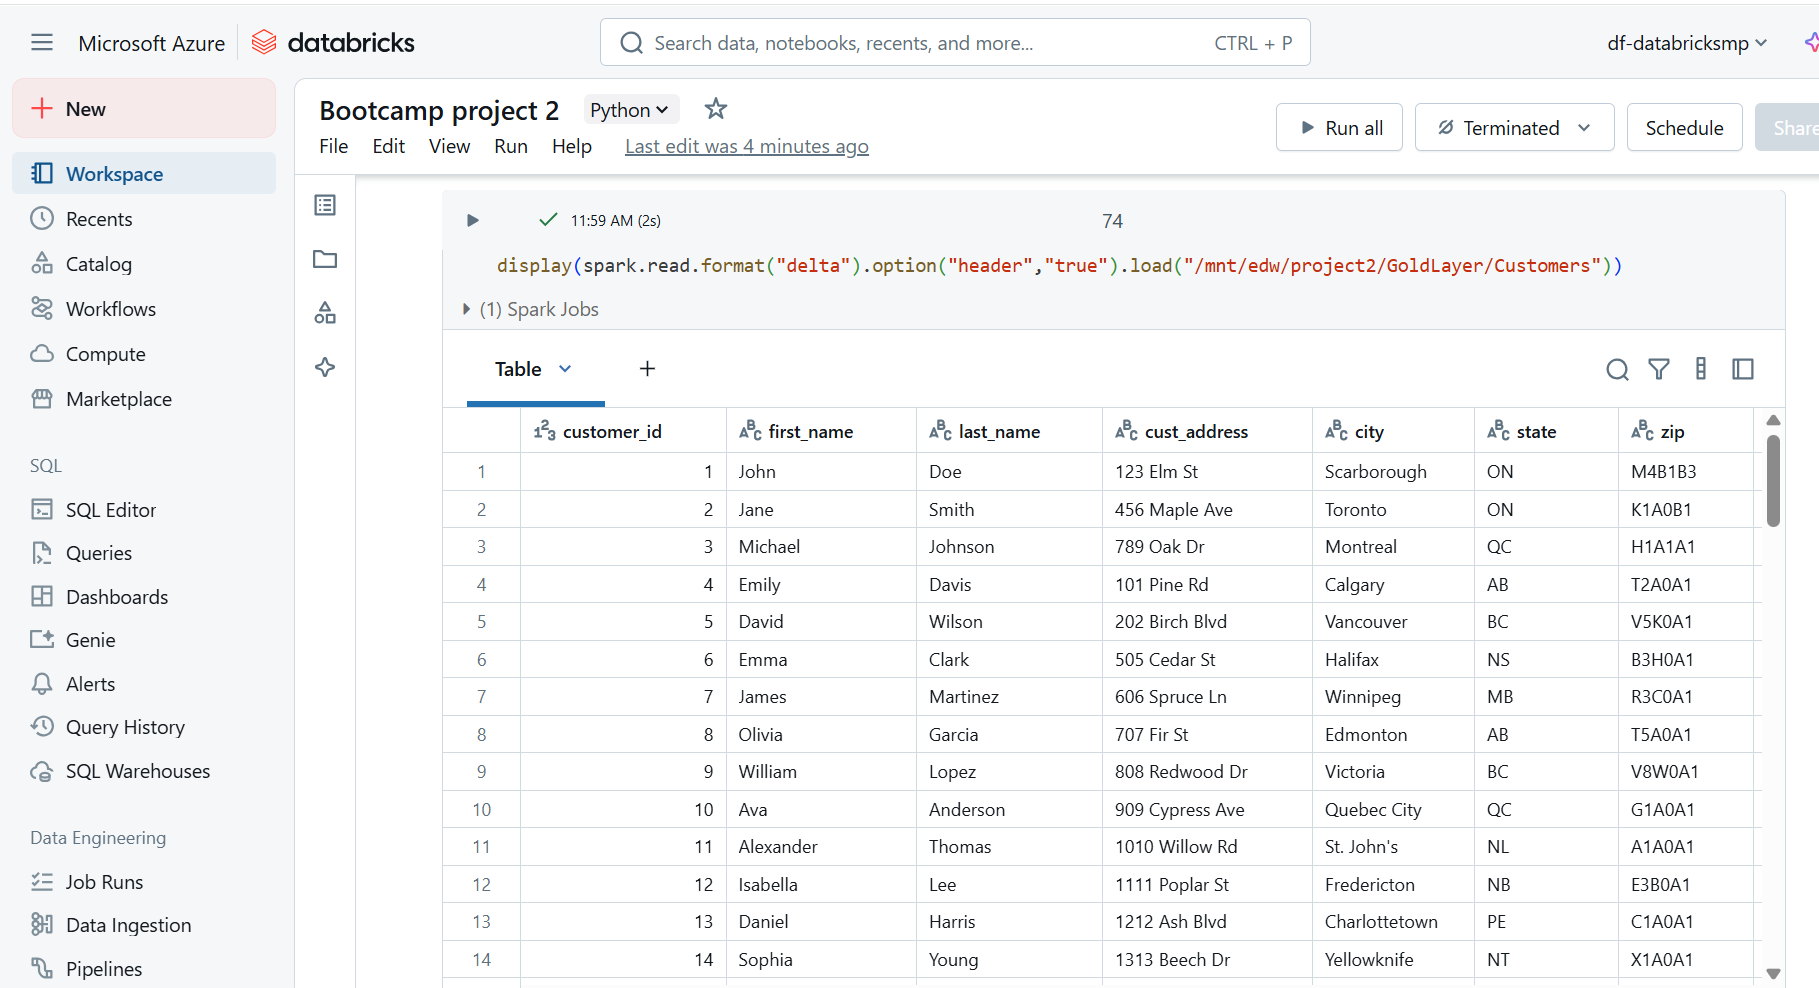 Microsoft Azure databricks
Search data, notebooks, recents, and more... CTRL + P
df-databricksmp
New
Workspace
Recents
Catalog
Workflows
Compute
Marketplace
SQL
SQL Editor
Queries
Dashboards
Genie
Alerts
Query History
SQL Warehouses
Data Engineering
Job Runs
Data Ingestion
Pipelines
Bootcamp project 2 Python
File Edit View Run Help Last edit was 4 minutes ago
Run all Terminated Schedule Share
11:59 AM (2s) 74
display(spark.read.format("delta").option("header","true").load("/mnt/edw/project2/GoldLayer/Customers"))
(1) Spark Jobs
Table +
customer_id first_name last_name cust_address city state zip
1 1 John Doe 123 Elm St Scarborough ON M4B1B3
2 2 Jane Smith 456 Maple Ave Toronto ON K1A0B1
3 3 Michael Johnson 789 Oak Dr Montreal QC H1A1A1
4 4 Emily Davis 101 Pine Rd Calgary AB T2A0A1
5 5 David Wilson 202 Birch Blvd Vancouver BC V5K0A1
6 6 Emma Clark 505 Cedar St Halifax NS B3H0A1
7 7 James Martinez 606 Spruce Ln Winnipeg MB R3C0A1
8 8 Olivia Garcia 707 Fir St Edmonton AB T5A0A1
9 9 William Lopez 808 Redwood Dr Victoria BC V8W0A1
10 10 Ava Anderson 909 Cypress Ave Quebec City QC G1A0A1
11 11 Alexander Thomas 1010 Willow Rd St. John's NL A1A0A1
12 12 Isabella Lee 1111 Poplar St Fredericton NB E3B0A1
13 13 Daniel Harris 1212 Ash Blvd Charlottetown PE C1A0A1
14 14 Sophia Young 1313 Beech Dr Yellowknife NT X1A0A1